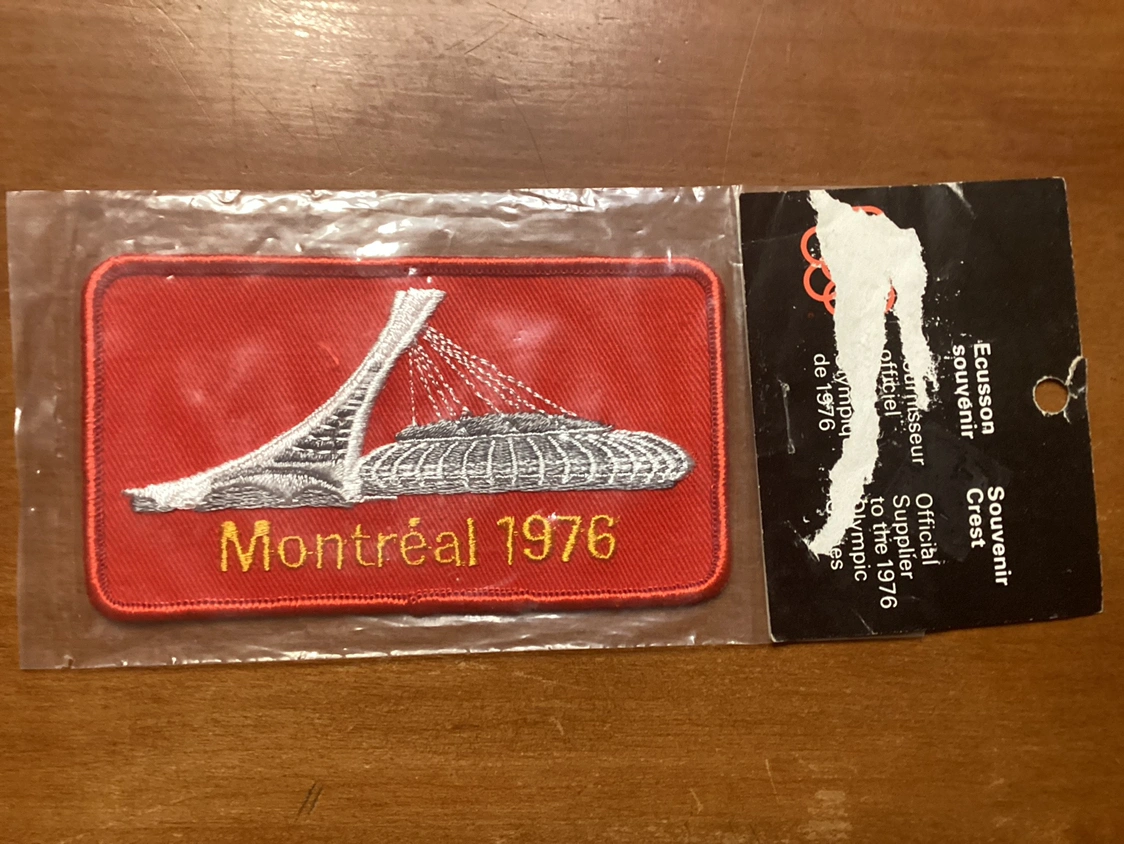 Montréal 1976
Ecusson
souvenir
Souvenir
Crest
officiel
de 1976
Official
Supplier
to the 1976